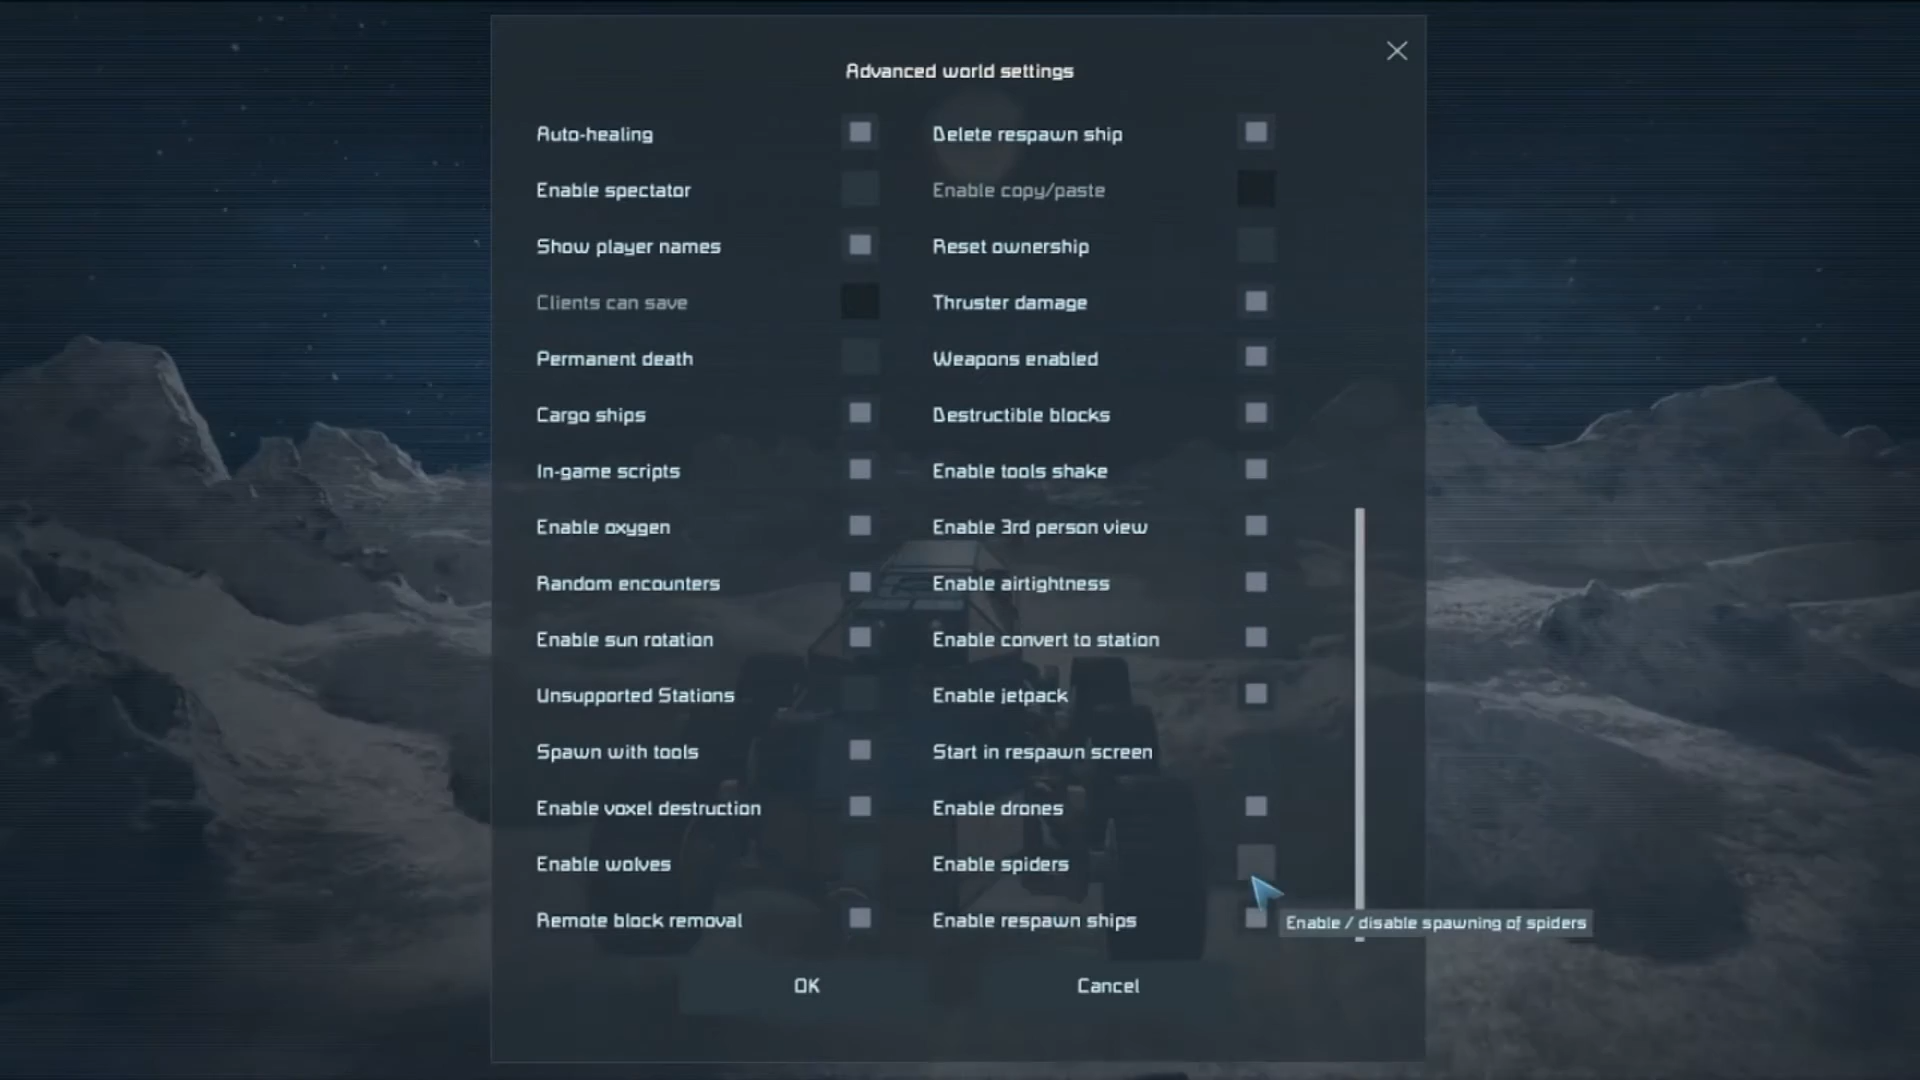 Advanced world settings
Auto-healing
Delete respawn ship
Enable spectator
Enable copy/paste
Show player names
Reset ownership
Clients can save
Thruster damage
Permanent death
Weapons enabled
Cargo ships
Destructible blocks
In-game scripts
Enable tools shake
Enable oxygen
Enable 3rd person view
Random encounters
Enable airtightness
Enable sun rotation
Enable convert to station
Unsupported Stations
Enable jetpack
Spawn with tools
Start in respawn screen
Enable voxel destruction
Enable drones
Enable wolves
Enable spiders
Remote block removal
Enable respawn ships
Enable / disable spawning of spiders
OK
Cancel